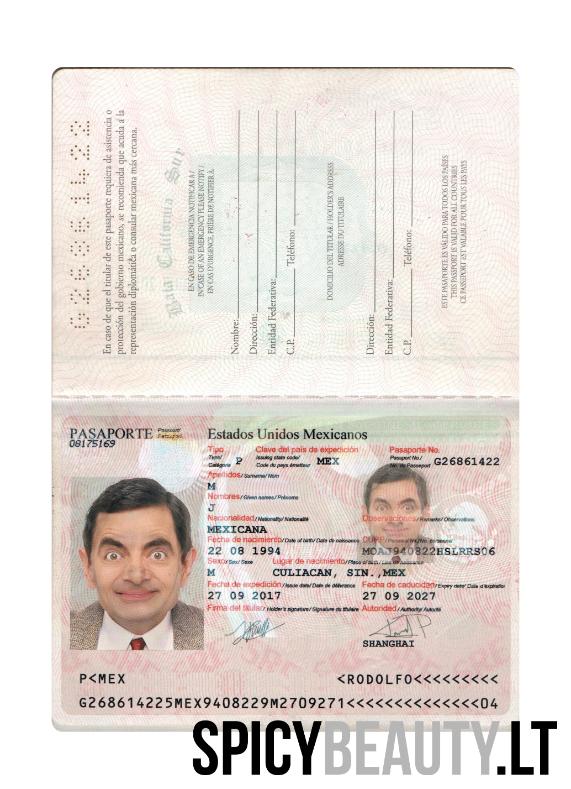 G26861422
En caso de que el titular de este pasaporte requiera de asistencia o
protección del gobierno mexicano, se recomienda que acuda a la
representación diplomática o consular mexicana más cercana.
Baja California Sur
EN CASO DE EMERGENCIA NOTIFICAR A /
IN CASE OF AN EMERGENCY PLEASE NOTIFY /
EN CAS D'URGENCE, PRIÈRE DE NOTIFIER À:
Nombre:
Dirección:
Entidad Federativa:
C.P. Teléfono:
DOMICILIO DEL TITULAR / HOLDER'S ADDRESS
ADRESSE DU TITULAIRE
Dirección:
Entidad Federativa:
C.P. Teléfono:
ESTE PASAPORTE ES VÁLIDO PARA TODOS LOS PAÍSES
THIS PASSPORT IS VALID FOR ALL COUNTRIES
CE PASSEPORT EST VALABLE POUR TOUS LES PAYS
PASAPORTE Passport Passeport Estados Unidos Mexicanos
08175169
Tipo Clave del país de expedición Pasaporte No.
Type/ Issuing state code/ Passport No./
Catégorie P Code du pays émetteur MEX No. du Passeport G26861422
Apellidos/Surname/Nom
M
Nombres/Given names/Prénoms
J
Nacionalidad/Nationality/Nationalité Observaciones/Remarks/Observations
MEXICANA
Fecha de nacimiento/Date of birth/Date de naissance CURP/
22 08 1994 MOAJ940822HSLRRS06
Sexo/Sex/Sexe Lugar de nacimiento/Place of birth/Lieu de naissance
M CULIACAN, SIN.,MEX
Fecha de expedición/Issue date/Date de délivrance Fecha de caducidad/Expiry date/Date d'expiration
27 09 2017 27 09 2027
Firma del titular/Holder's signature/Signature du titulaire Autoridad/Authority/Autorité
SHANGHAI
P<MEX <RODOLFO<<<<<<<<<
G268614225MEX9408229M2709271<<<<<<<<<<<<<<04
SPICYBEAUTY.LT